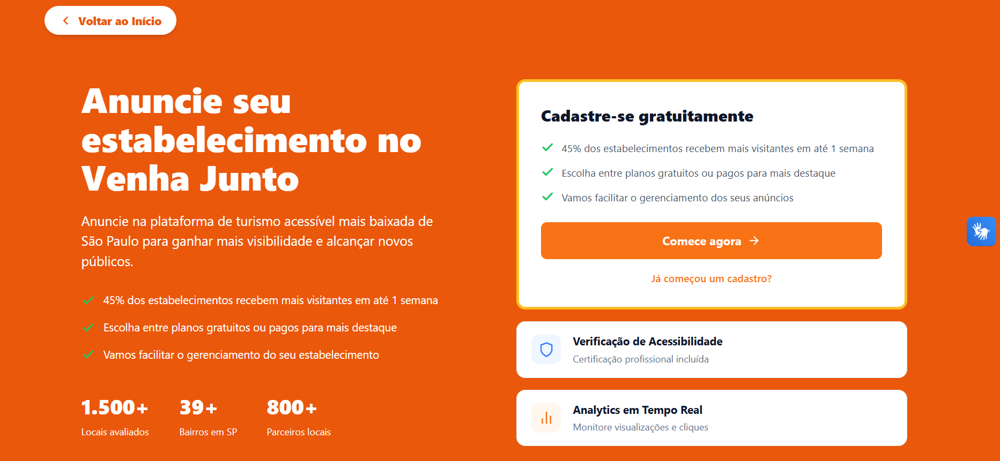 Voltar ao Início
Anuncie seu
estabelecimento no
Venha Junto
Anuncie na plataforma de turismo acessível mais baixada de
São Paulo para ganhar mais visibilidade e alcançar novos
públicos.
45% dos estabelecimentos recebem mais visitantes em até 1 semana
Escolha entre planos gratuitos ou pagos para mais destaque
Vamos facilitar o gerenciamento do seu estabelecimento
1.500+
Locais avaliados
39+
Bairros em SP
800+
Parceiros locais
Cadastre-se gratuitamente
45% dos estabelecimentos recebem mais visitantes em até 1 semana
Escolha entre planos gratuitos ou pagos para mais destaque
Vamos facilitar o gerenciamento dos seus anúncios
Comece agora
Já começou um cadastro?
Verificação de Acessibilidade
Certificação profissional incluída
Analytics em Tempo Real
Monitore visualizações e cliques